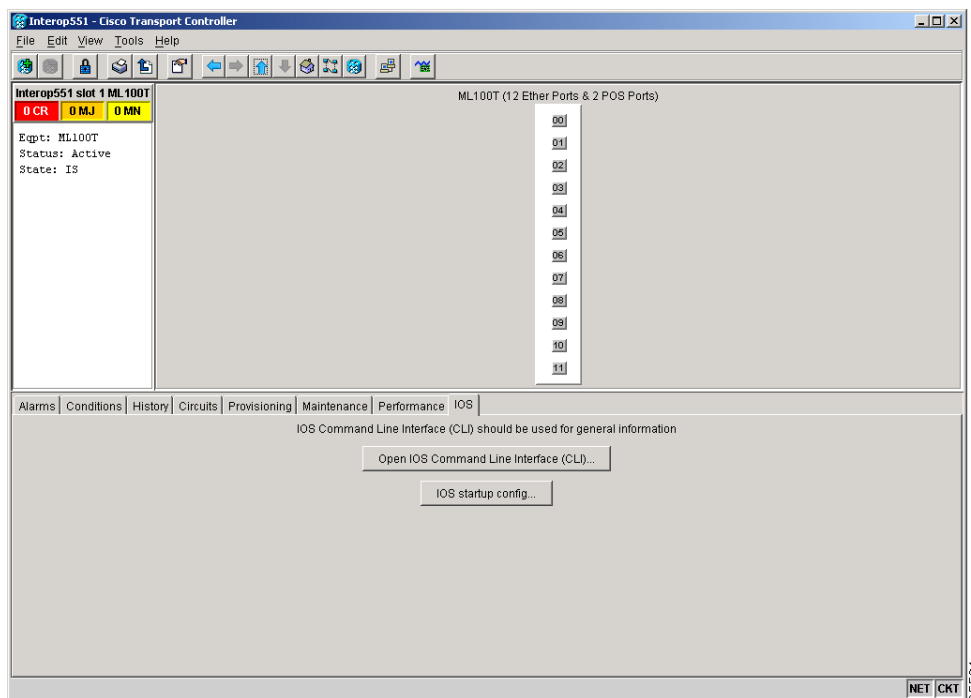 Interop551 - Cisco Transport Controller
File Edit View Tools Help
Interop551 slot 1 ML100T
0 CR 0 MJ 0 MN
Eqpt: ML100T
Status: Active
State: IS
ML100T (12 Ether Ports & 2 POS Ports)
00
01
02
03
04
05
06
07
08
09
10
11
Alarms Conditions History Circuits Provisioning Maintenance Performance IOS
IOS Command Line Interface (CLI) should be used for general information
Open IOS Command Line Interface (CLI)...
IOS startup config...
NET CKT